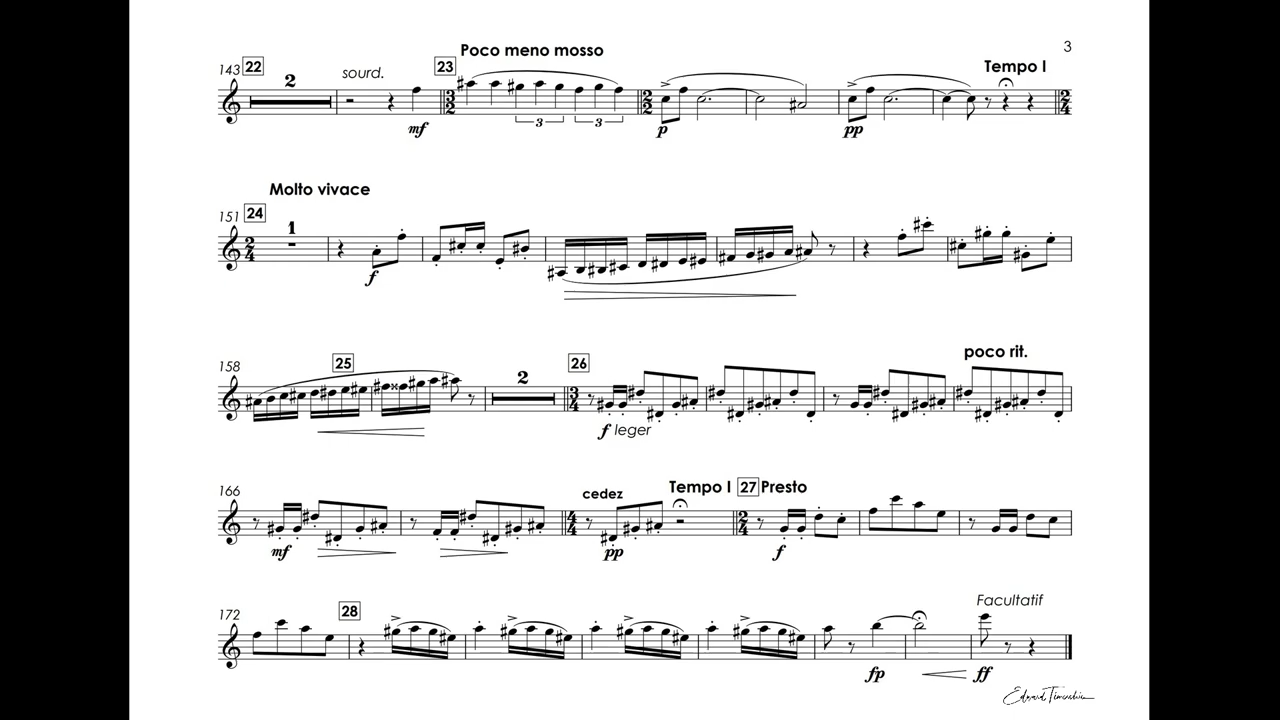 3
Poco meno mosso
Tempo I
143 22 2 sourd. 23
3 3
mf p pp
Molto vivace
151 24 1
f
poco rit.
158 25 2 26
f leger
cedez Tempo I 27 Presto
166
mf pp f
Facultatif
172 28
fp ff